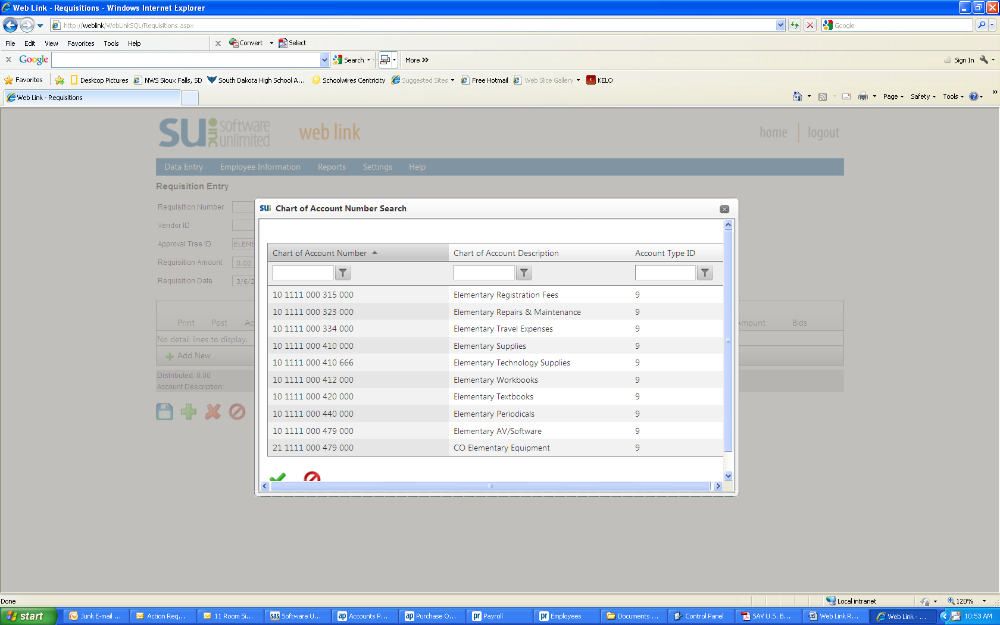 Web Link - Requisitions - Windows Internet Explorer
http://weblink/WebLinkSQL/Requisitions.aspx
Google
File Edit View Favorites Tools Help x Convert Select
x Google Search More >> Sign In
Favorites Desktop Pictures NWS Sioux Falls, SD South Dakota High School A... Schoolwires Centricity Suggested Sites Free Hotmail Web Slice Gallery K KELO
Web Link - Requisitions Page Safety Tools >>
SUi inc software unlimited web link home | logout
Data Entry Employee Information Reports Settings Help
Requisition Entry
Requisition Number
Vendor ID
Approval Tree ID ELEME
Requisition Amount 0.00
Requisition Date 3/6/2
Print Post Ac Amount Bids
No detail lines to display.
Add New
Distributed: 0.00
Account Description:
SUi Chart of Account Number Search
Chart of Account Number Chart of Account Description Account Type ID
10 1111 000 315 000 Elementary Registration Fees 9
10 1111 000 323 000 Elementary Repairs & Maintenance 9
10 1111 000 334 000 Elementary Travel Expenses 9
10 1111 000 410 000 Elementary Supplies 9
10 1111 000 410 666 Elementary Technology Supplies 9
10 1111 000 412 000 Elementary Workbooks 9
10 1111 000 420 000 Elementary Textbooks 9
10 1111 000 440 000 Elementary Periodicals 9
10 1111 000 479 000 Elementary AV/Software 9
21 1111 000 479 000 CO Elementary Equipment 9
Done Local intranet 120%
start Junk E-mail ... Action Req... 11 Room Si... sas Software U... ap Accounts P... ap Purchase O... pr Payroll pr Employees Documents ... Control Panel SAV U.S. B... Web Link R... Web Link - ... 10:53 AM